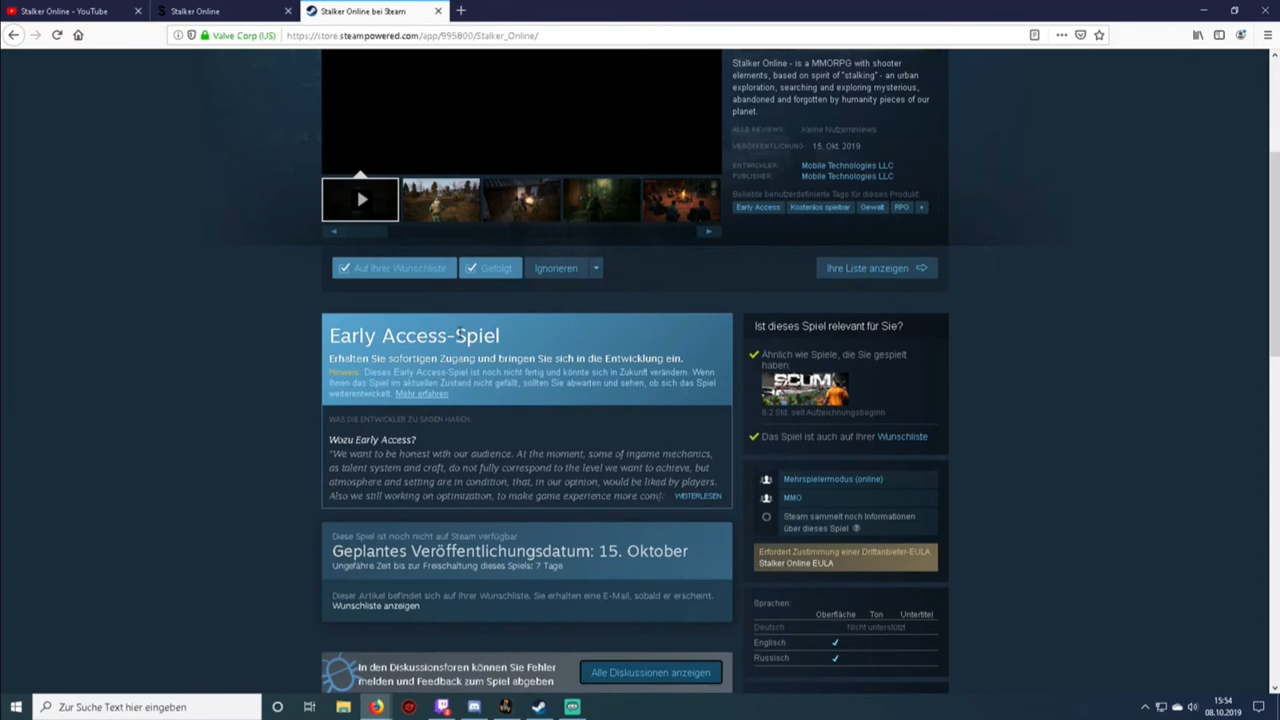 Stalker Online - YouTube
Stalker Online
Stalker Online bei Steam
Valve Corp (US)
https://store.steampowered.com/app/995800/Stalker_Online/
Stalker Online - is a MMORPG with shooter
elements, based on spirit of "stalking" - an urban
exploration, searching and exploring mysterious,
abandoned and forgotten by humanity pieces of our
planet.
ALLE REVIEWS: Keine Nutzerreviews
VERÖFFENTLICHUNG: 15. Okt. 2019
ENTWICKLER: Mobile Technologies LLC
PUBLISHER: Mobile Technologies LLC
Beliebte benutzerdefinierte Tags für dieses Produkt:
Early Access Kostenlos spielbar Gewalt RPG +
Auf Ihrer Wunschliste Gefolgt Ignorieren Ihre Liste anzeigen
Early Access-Spiel
Erhalten Sie sofortigen Zugang und bringen Sie sich in die Entwicklung ein.
Hinweis: Dieses Early Access-Spiel ist noch nicht fertig und könnte sich in Zukunft verändern. Wenn
Ihnen das Spiel im aktuellen Zustand nicht gefällt, sollten Sie abwarten und sehen, ob sich das Spiel
weiterentwickelt. Mehr erfahren
WAS DIE ENTWICKLER ZU SAGEN HABEN:
Wozu Early Access?
"We want to be honest with our audience. At the moment, some of ingame mechanics,
as talent system and craft, do not fully correspond to the level we want to achieve, but
atmosphere and setting are in condition, that, in our opinion, would be liked by players.
Also we still working on optimization, to make game experience more comf WEITERLESEN
Diese Spiel ist noch nicht auf Steam verfügbar
Geplantes Veröffentlichungsdatum: 15. Oktober
Ungefähre Zeit bis zur Freischaltung dieses Spiels: 7 Tage
Dieser Artikel befindet sich auf Ihrer Wunschliste. Sie erhalten eine E-Mail, sobald er erscheint.
Wunschliste anzeigen
In den Diskussionsforen können Sie Fehler
melden und Feedback zum Spiel abgeben
Alle Diskussionen anzeigen
Ist dieses Spiel relevant für Sie?
Ähnlich wie Spiele, die Sie gespielt
haben:
SCUM
6.2 Std. seit Aufzeichnungsbeginn
Das Spiel ist auch auf Ihrer Wunschliste
Mehrspielermodus (online)
MMO
Steam sammelt noch Informationen
über dieses Spiel ?
Erfordert Zustimmung einer Drittanbieter-EULA
Stalker Online EULA
Sprachen:
Oberfläche Ton Untertitel
Deutsch Nicht unterstützt
Englisch
Russisch
Zur Suche Text hier eingeben
15:54
08.10.2019